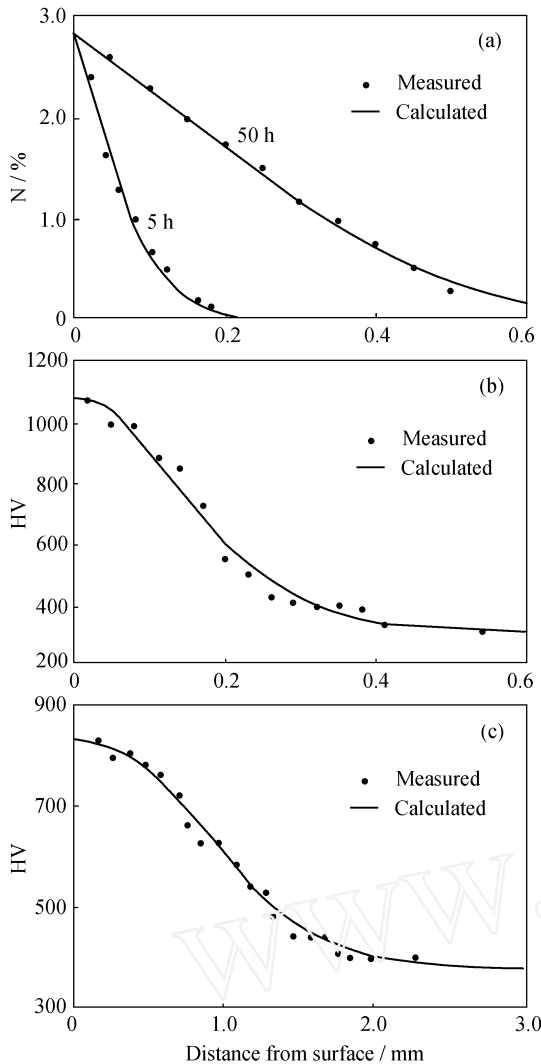 3.0
(a)
Measured
Calculated
2.0
50 h
N / %
1.0
5 h
0
0 0.2 0.4 0.6
1200
(b)
1000
Measured
Calculated
800
HV
600
400
200
0 0.2 0.4 0.6
900
(c)
Measured
Calculated
700
HV
500
www.
300
0 1.0 2.0 3.0
Distance from surface / mm